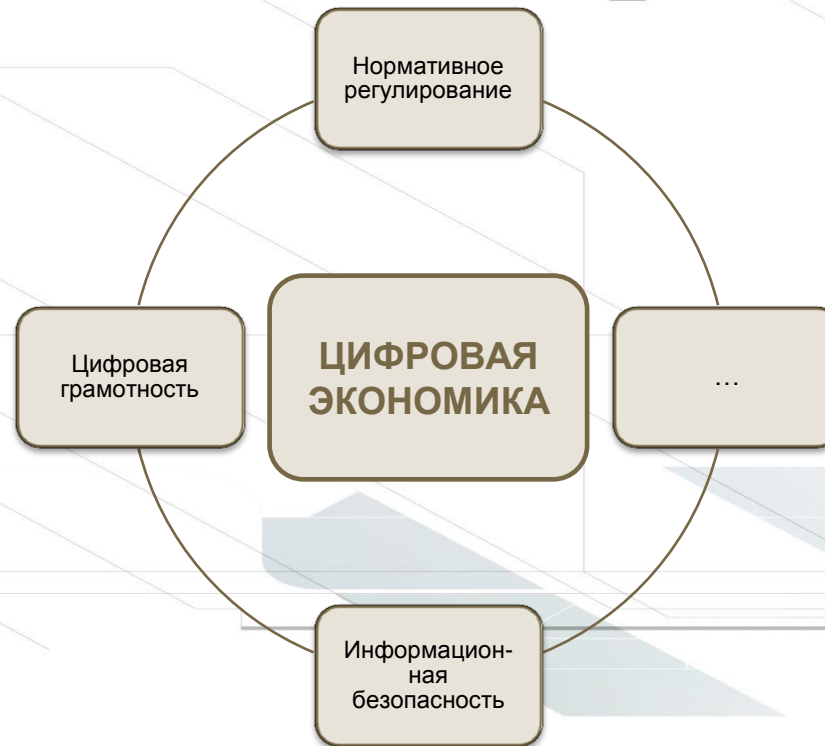 Нормативное
регулирование
Цифровая
грамотность
ЦИФРОВАЯ
ЭКОНОМИКА
…
Информацион-
ная
безопасность